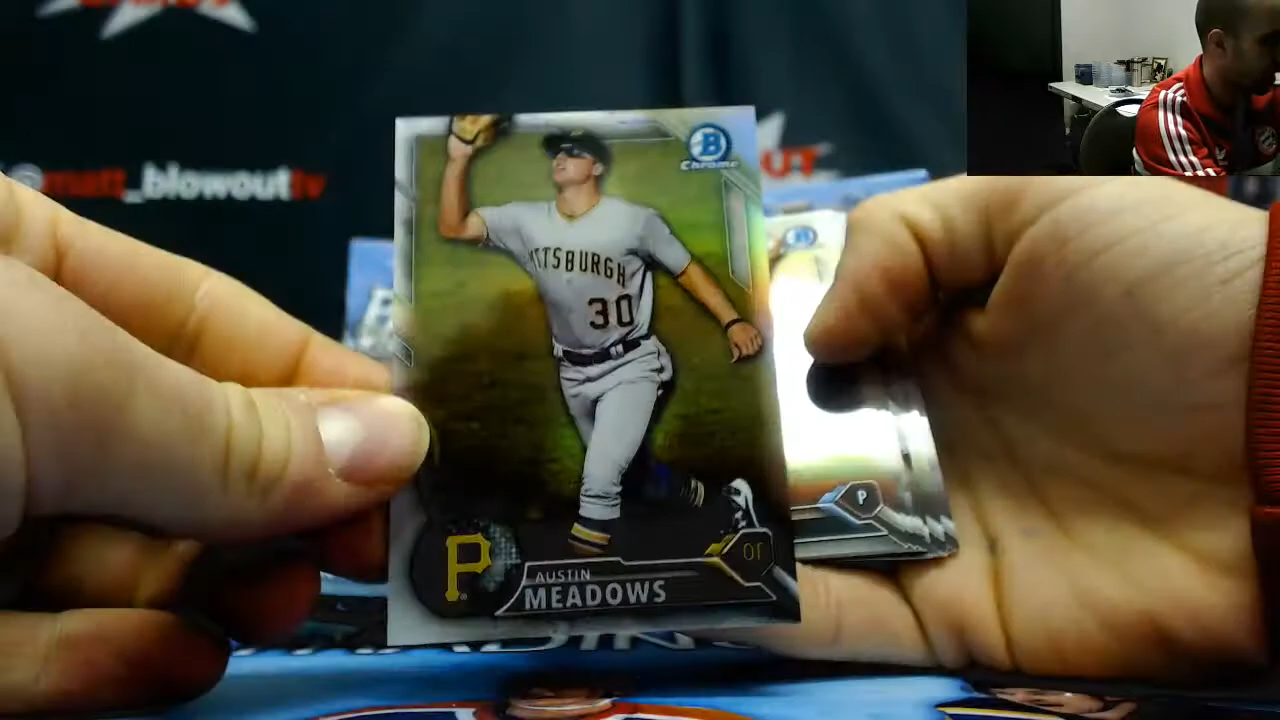 @matt_blowouttv
B
Chrome
PITTSBURGH
30
P
OF
AUSTIN
MEADOWS
P